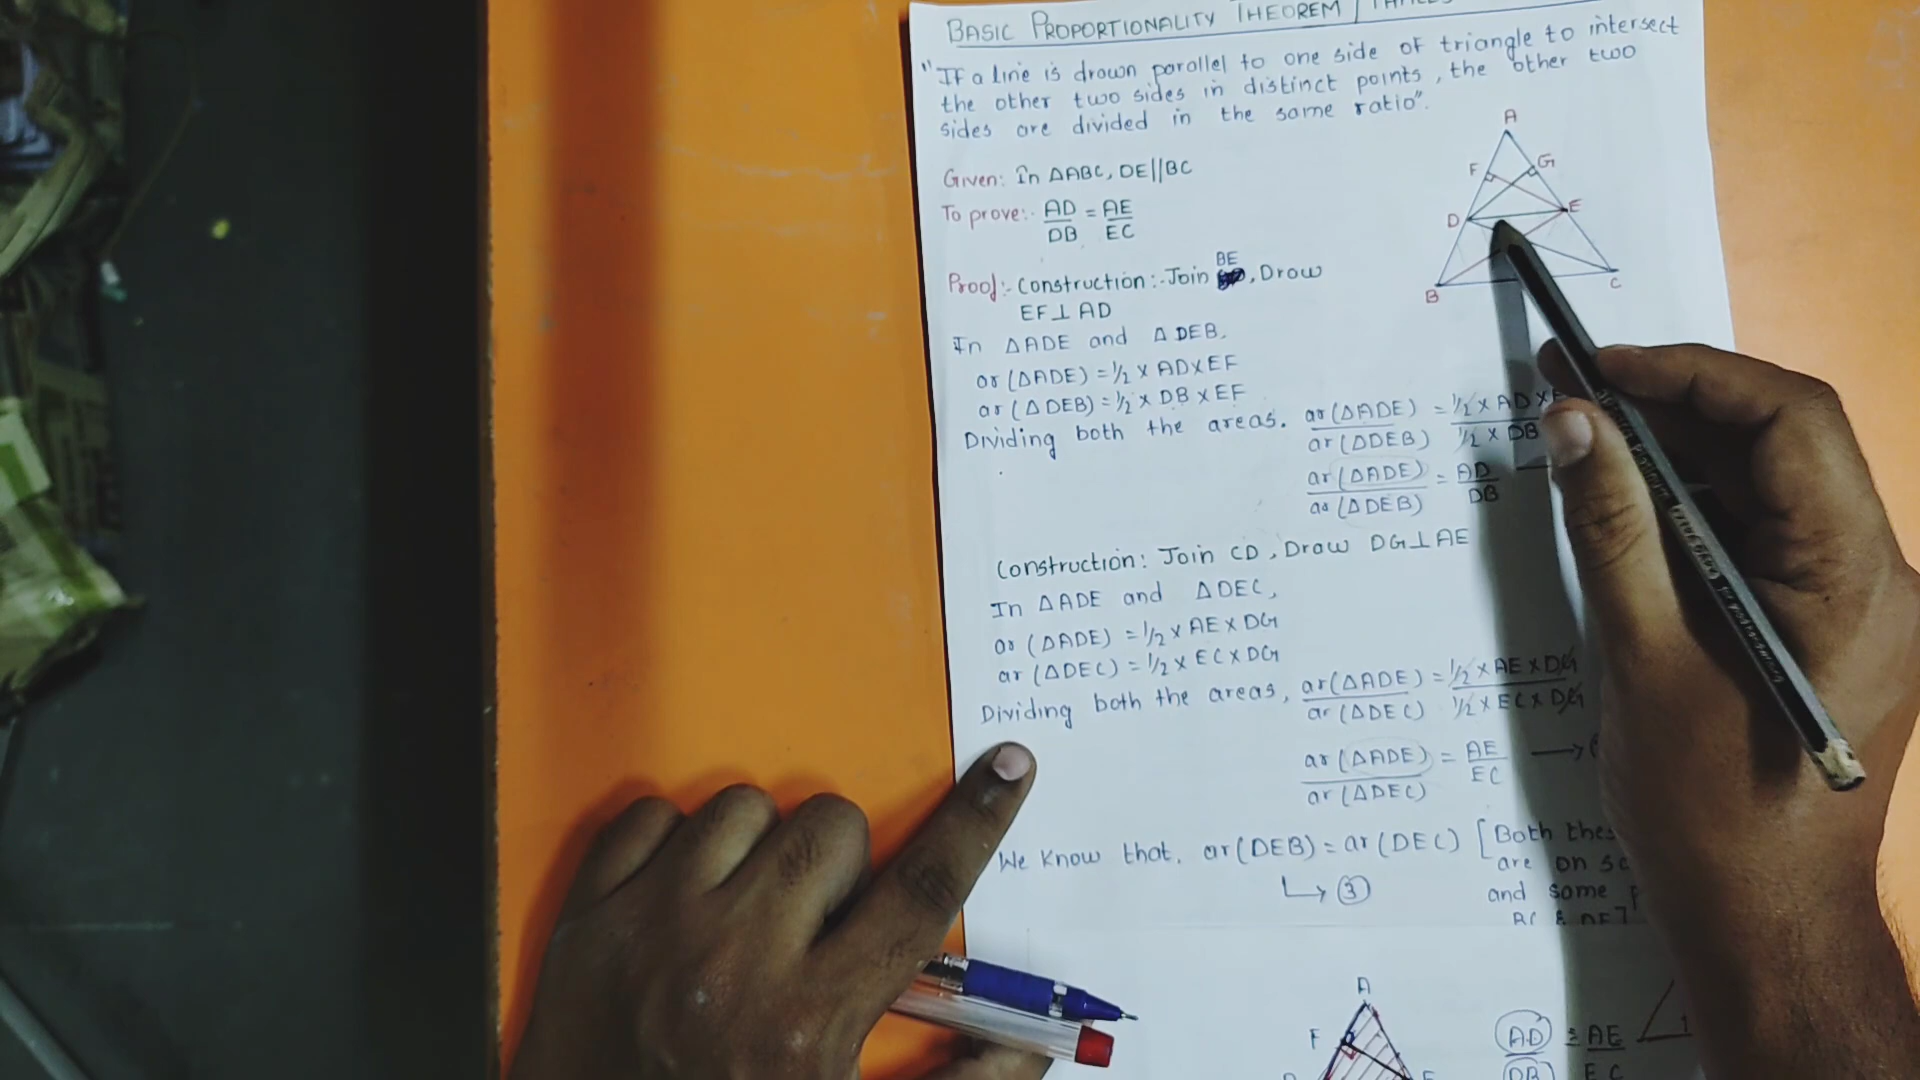 BASIC PROPORTIONALITY THEOREM /
"If a line is drawn parallel to one side of triangle to intersect
the other two sides in distinct points, the other two
sides are divided in the same ratio".
Given: In ΔABC, DE||BC
To prove:- AD/DB = AE/EC
Proof:- Construction:- Join BE, Draw
EF⊥AD
In ΔADE and ΔDEB,
ar(ΔADE) = 1/2 × AD×EF
ar(ΔDEB) = 1/2 × DB × EF
Dividing both the areas. ar(ΔADE)/ar(ΔDEB) = 1/2 × AD ×/1/2 × DB
ar(ΔADE)/ar(ΔDEB) = AD/DB
Construction: Join CD, Draw DG⊥AE
In ΔADE and ΔDEC,
ar(ΔADE) = 1/2 × AE × DG
ar(ΔDEC) = 1/2 × EC × DG
Dividing both the areas, ar(ΔADE)/ar(ΔDEC) = 1/2 × AE × DG/1/2 × EC × DG
ar(ΔADE)/ar(ΔDEC) = AE/EC →
We know that, ar(DEB) = ar(DEC) [Both
↳ ③
are on
and same
BC & DE]
A
F
G
D
E
B
C
A
F
AD/DB = AE/EC